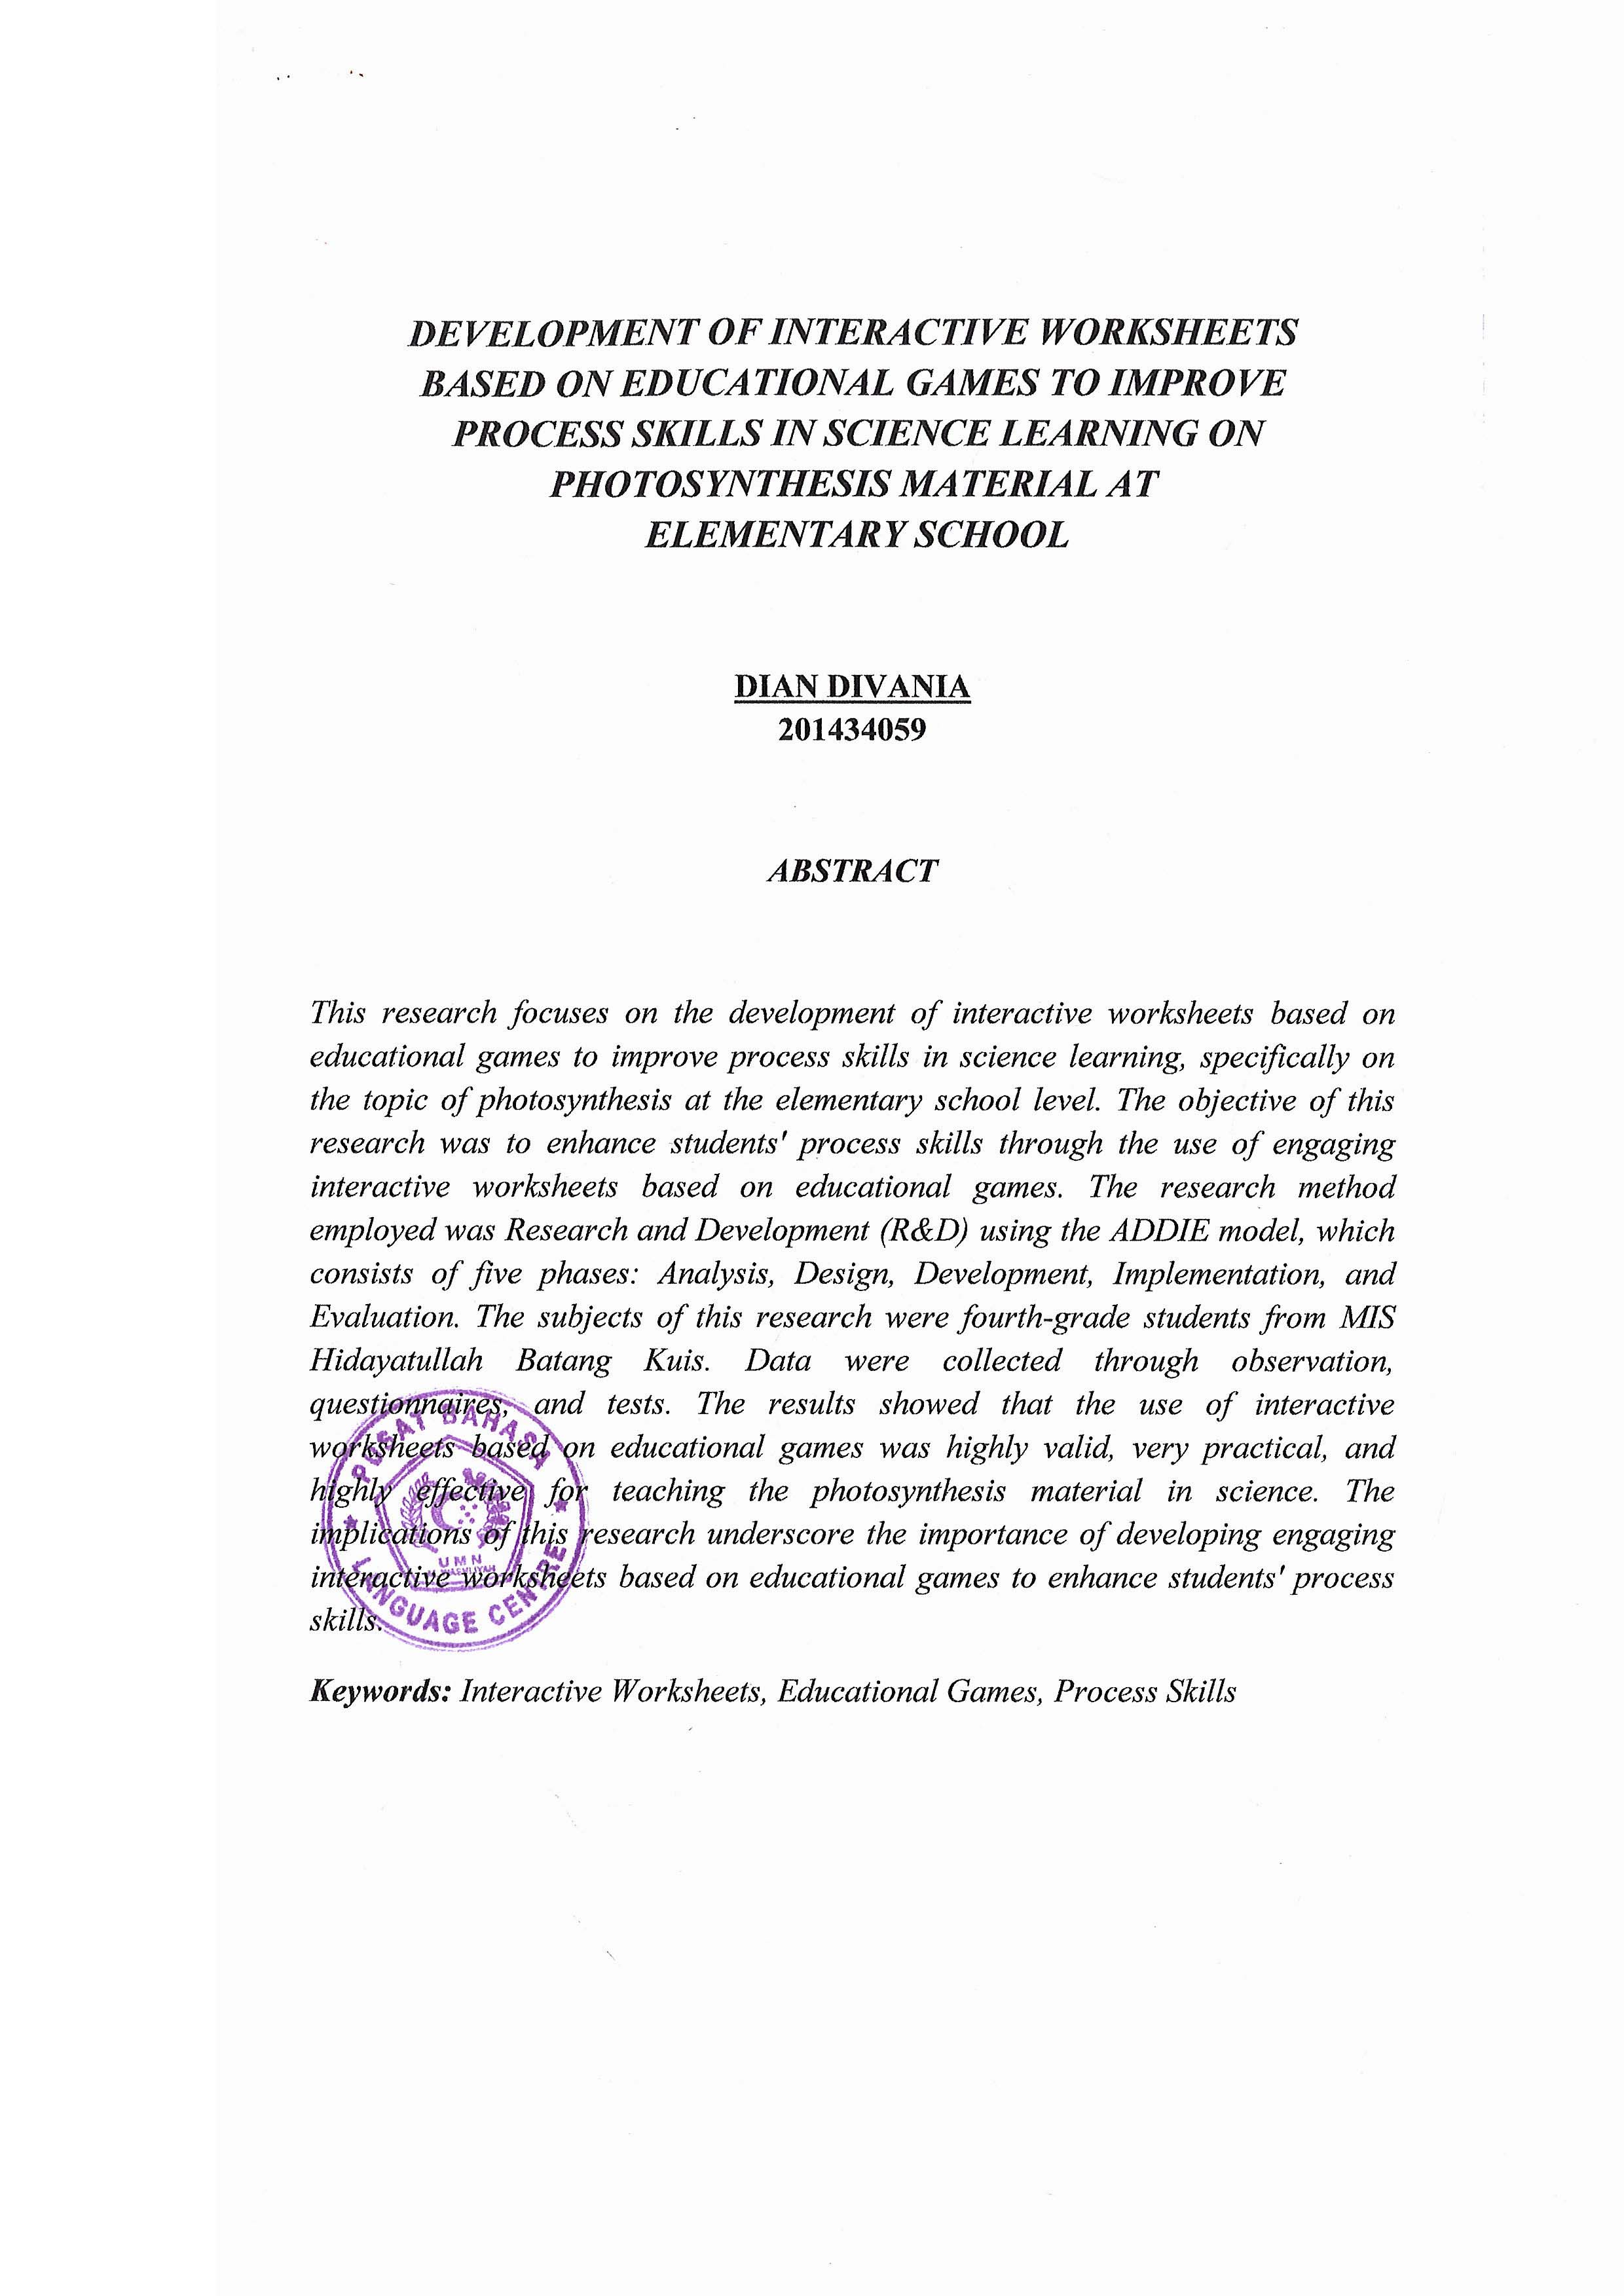 DEVELOPMENT OF INTERACTIVE WORKSHEETS
BASED ON EDUCATIONAL GAMES TO IMPROVE
PROCESS SKILLS IN SCIENCE LEARNING ON
PHOTOSYNTHESIS MATERIAL AT
ELEMENTARY SCHOOL
DIAN DIVANIA
201434059
ABSTRACT
This research focuses on the development of interactive worksheets based on
educational games to improve process skills in science learning, specifically on
the topic of photosynthesis at the elementary school level. The objective of this
research was to enhance students' process skills through the use of engaging
interactive worksheets based on educational games. The research method
employed was Research and Development (R&D) using the ADDIE model, which
consists of five phases: Analysis, Design, Development, Implementation, and
Evaluation. The subjects of this research were fourth-grade students from MIS
Hidayatullah Batang Kuis. Data were collected through observation,
questionnaires, and tests. The results showed that the use of interactive
worksheets based on educational games was highly valid, very practical, and
highly effective for teaching the photosynthesis material in science. The
implications of this research underscore the importance of developing engaging
interactive worksheets based on educational games to enhance students' process
skills.
PUSAT BAHASA
UMN
LANGUAGE CENTRE
Keywords: Interactive Worksheets, Educational Games, Process Skills